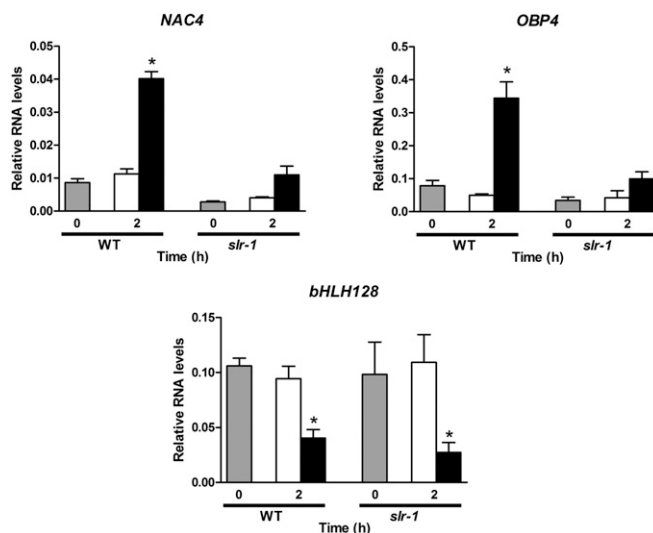 NAC4
Relative RNA levels
0.05
0.04
0.03
0.02
0.01
0.00
*
0 2 0 2
WT slr-1
Time (h)
OBP4
Relative RNA levels
0.5
0.4
0.3
0.2
0.1
0.0
*
0 2 0 2
WT slr-1
Time (h)
bHLH128
Relative RNA levels
0.15
0.10
0.05
0.00
* *
0 2 0 2
WT slr-1
Time (h)